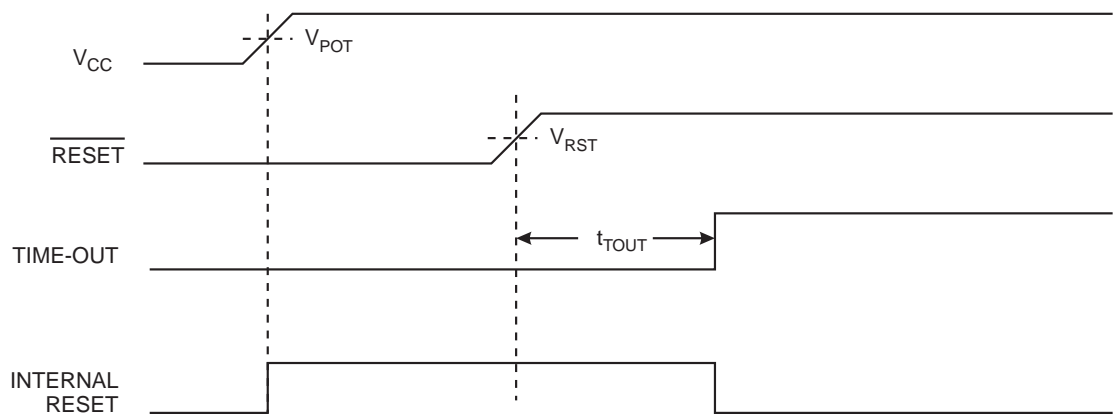 V_CC
V_POT
RESET
V_RST
TIME-OUT
t_TOUT
INTERNAL
RESET